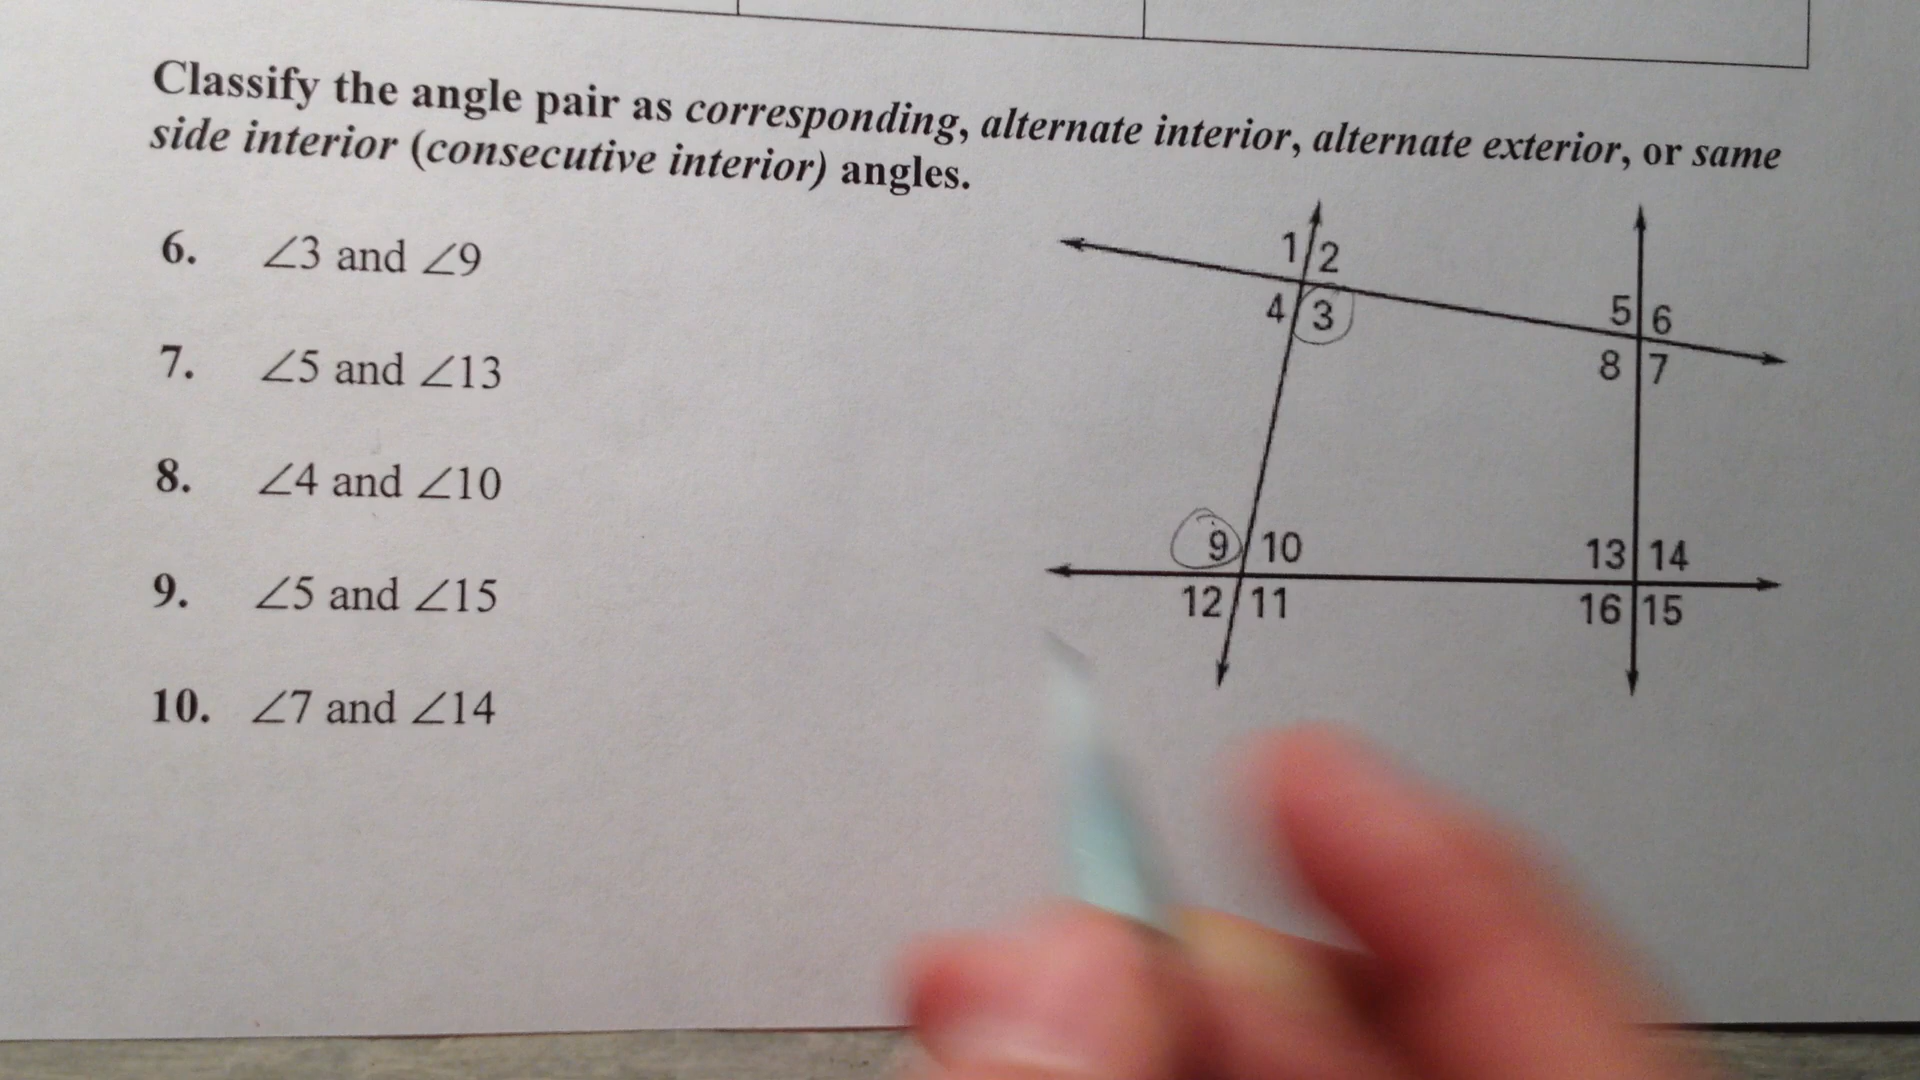 Classify the angle pair as corresponding, alternate interior, alternate exterior, or same
side interior (consecutive interior) angles.
6. ∠3 and ∠9
7. ∠5 and ∠13
8. ∠4 and ∠10
9. ∠5 and ∠15
10. ∠7 and ∠14
1 2
4 3
5 6
8 7
9 10
12 11
13 14
16 15